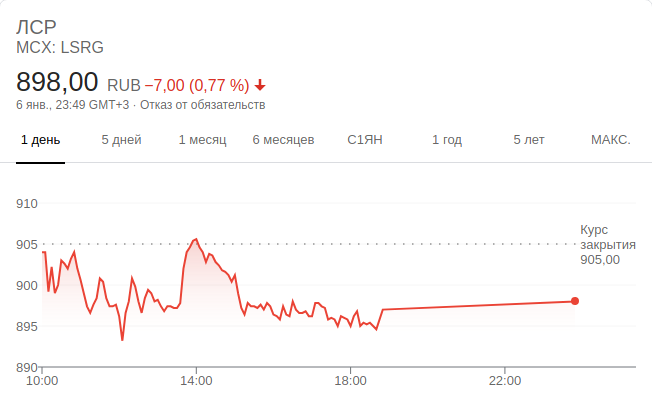 ЛСР
MCX: LSRG
898,00 RUB −7,00 (0,77 %)
6 янв., 23:49 GMT+3 · Отказ от обязательств
1 день 5 дней 1 месяц 6 месяцев С1ЯН 1 год 5 лет МАКС.
910
905
900
895
890
Курс
закрытия
905,00
10:00 14:00 18:00 22:00